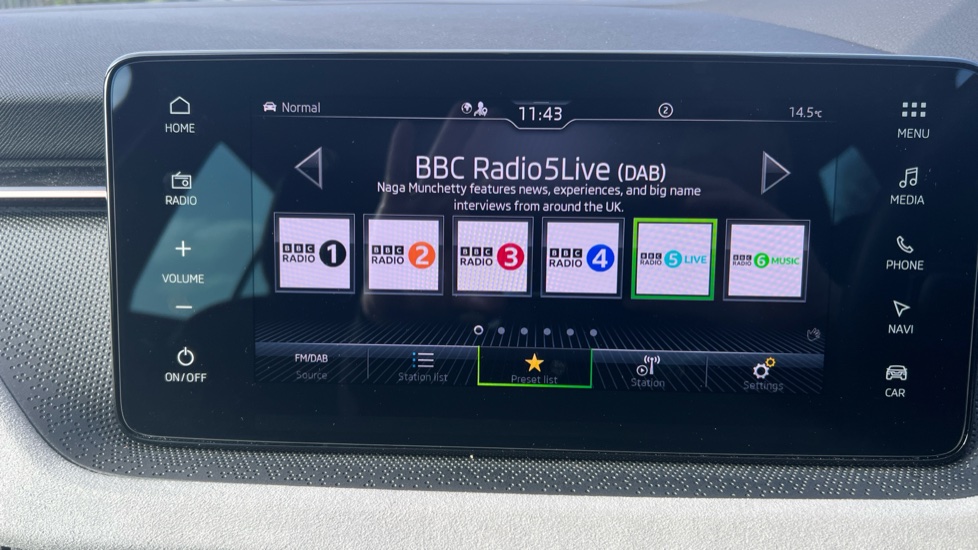 Normal
11:43
2
14.5°C
HOME
RADIO
+
VOLUME
−
ON/OFF
BBC Radio5Live (DAB)
Naga Munchetty features news, experiences, and big name
interviews from around the UK.
BBC RADIO 1
BBC RADIO 2
BBC RADIO 3
BBC RADIO 4
BBC RADIO 5 LIVE
BBC RADIO 6 MUSIC
FM/DAB
Source
Station list
Preset list
Station
Settings
MENU
MEDIA
PHONE
NAVI
CAR